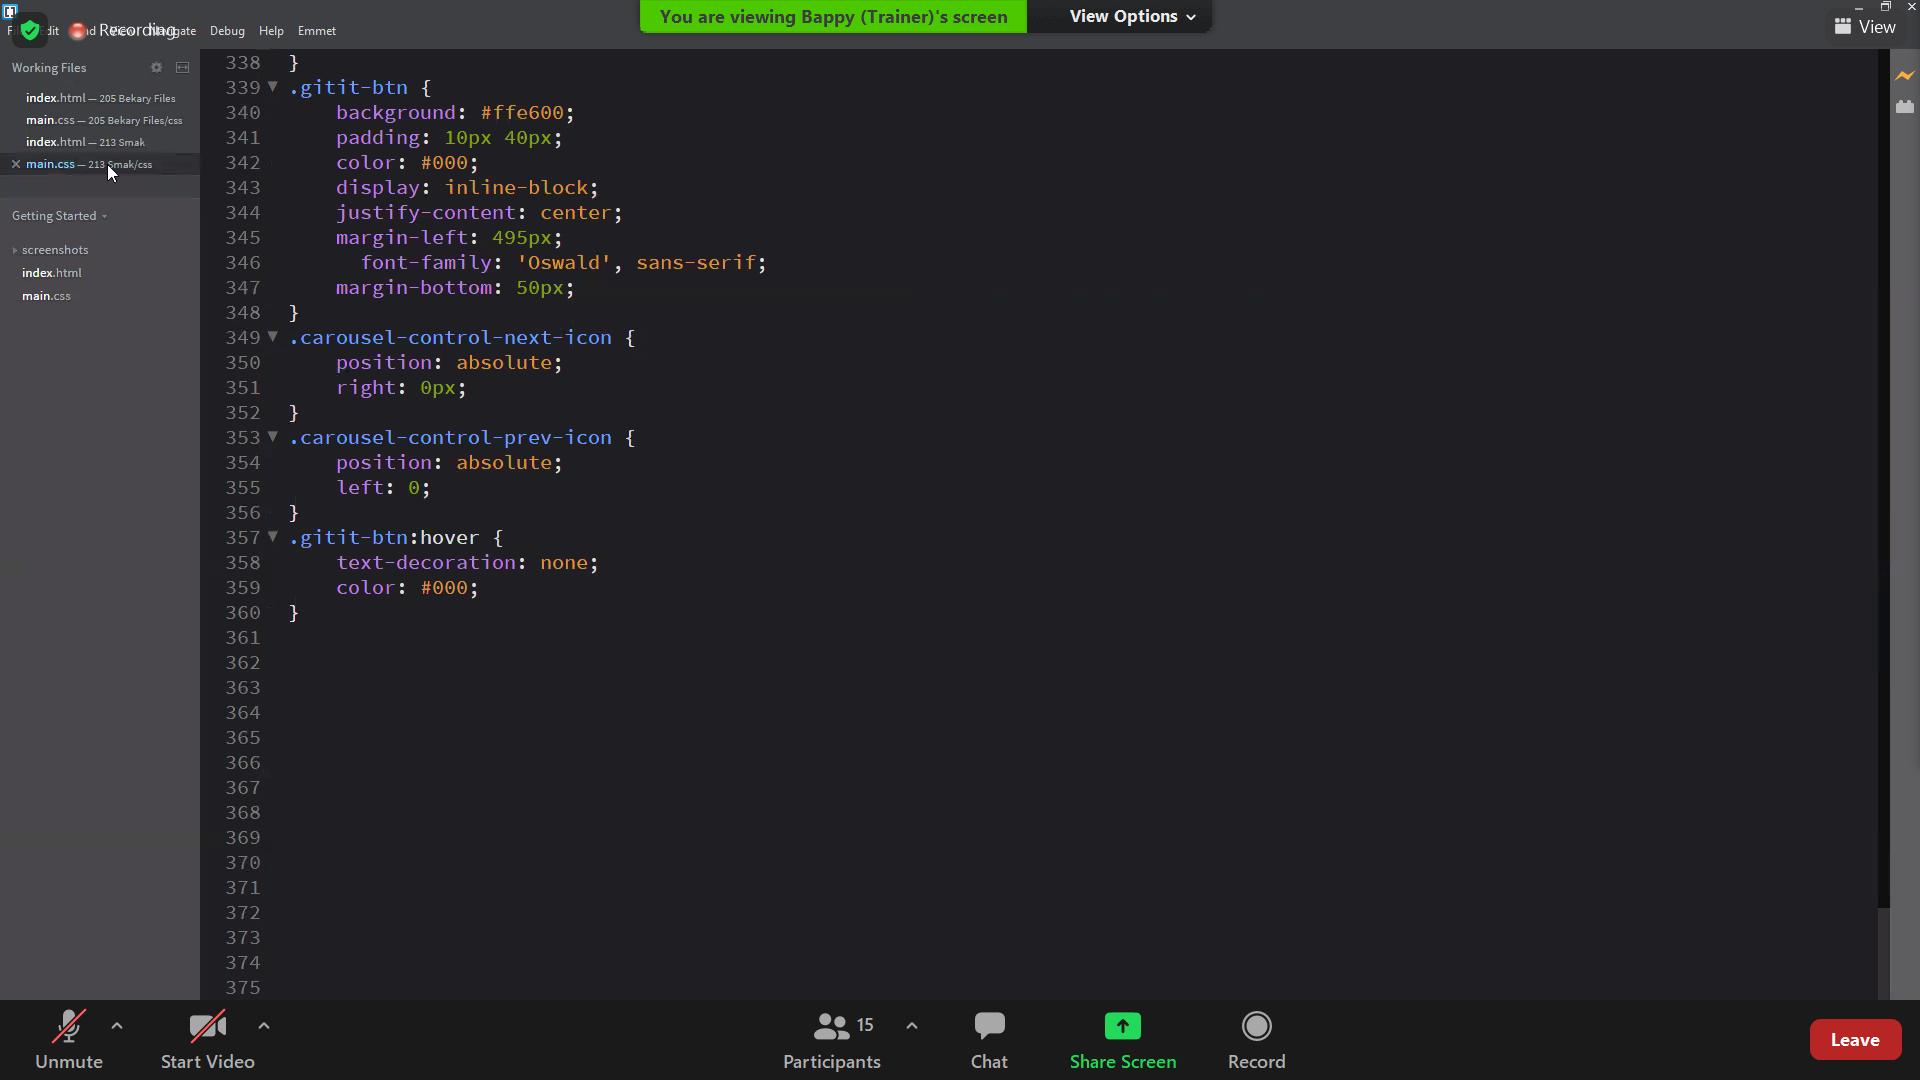 You are viewing Bappy (Trainer)'s screen
View Options
View
Recording
Debug
Help
Emmet
Working Files
index.html — 205 Bekary Files
main.css — 205 Bekary Files/css
index.html — 213 Smak
main.css — 213 Smak/css
Getting Started
screenshots
index.html
main.css
338 }
339 .gitit-btn {
340 background: #ffe600;
341 padding: 10px 40px;
342 color: #000;
343 display: inline-block;
344 justify-content: center;
345 margin-left: 495px;
346 font-family: 'Oswald', sans-serif;
347 margin-bottom: 50px;
348 }
349 .carousel-control-next-icon {
350 position: absolute;
351 right: 0px;
352 }
353 .carousel-control-prev-icon {
354 position: absolute;
355 left: 0;
356 }
357 .gitit-btn:hover {
358 text-decoration: none;
359 color: #000;
360 }
361
362
363
364
365
366
367
368
369
370
371
372
373
374
375
Unmute
Start Video
15
Participants
Chat
Share Screen
Record
Leave